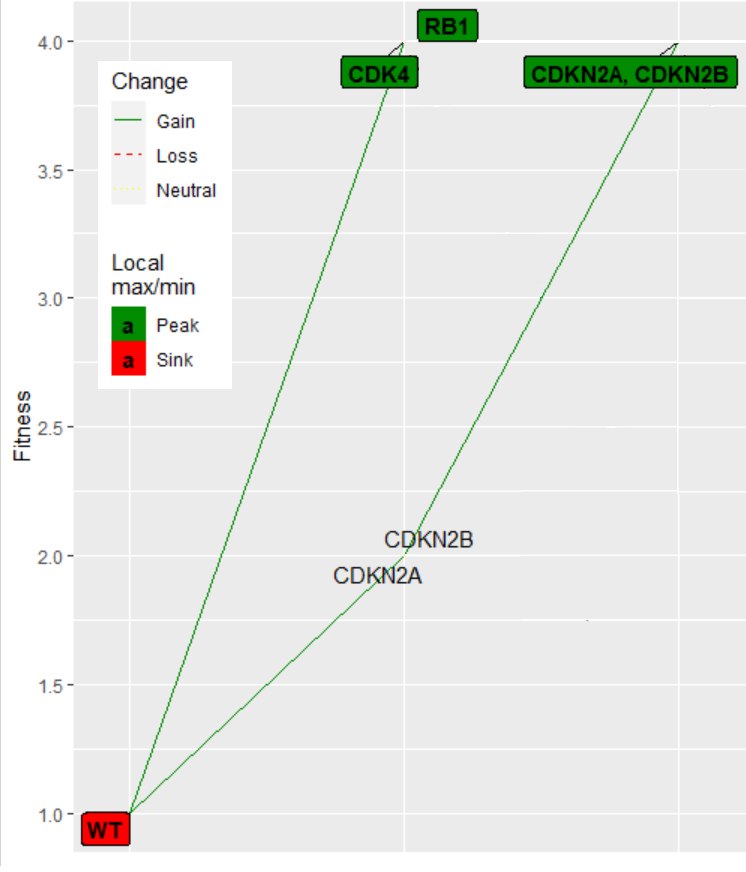 RB1
4.0
CDK4
CDKN2A, CDKN2B
Change
Gain
Loss
Neutral
Local
max/min
a Peak
a Sink
3.5
3.0
2.5
Fitness
2.0
CDKN2B
CDKN2A
1.5
1.0
WT